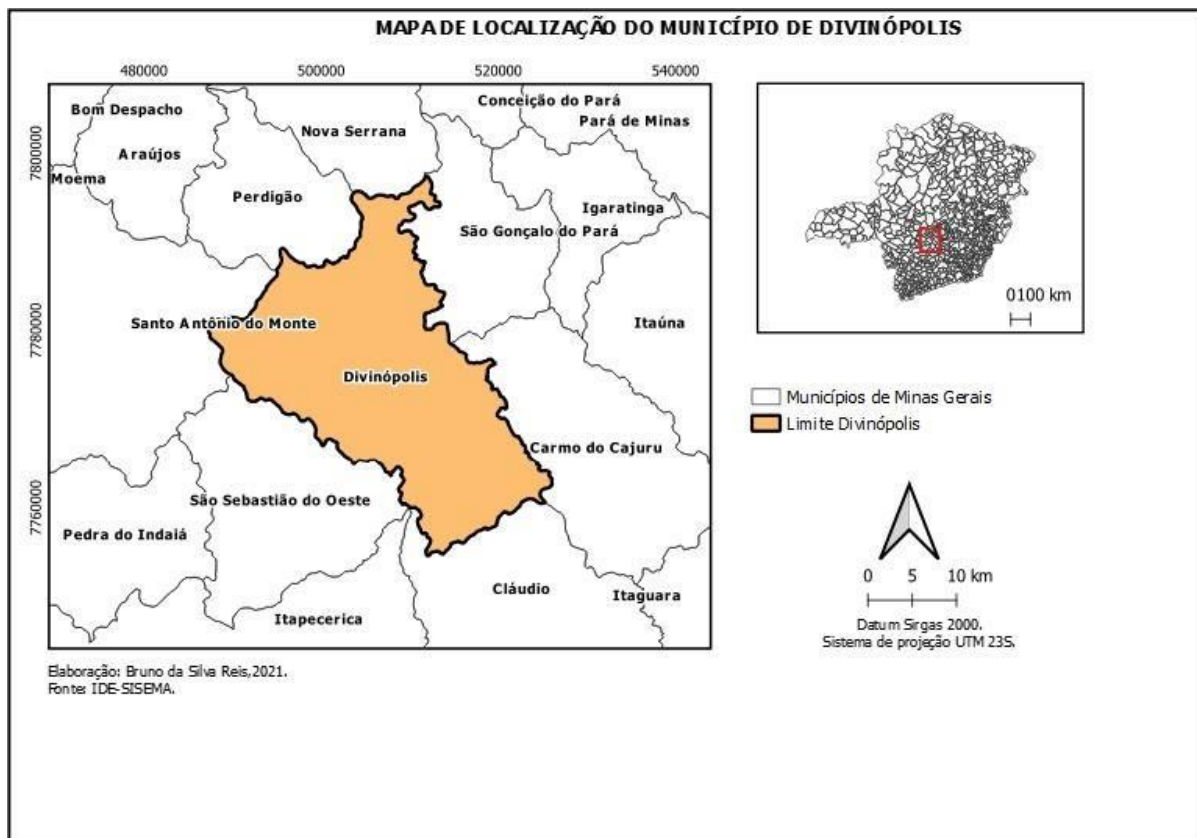 MAPA DE LOCALIZAÇÃO DO MUNICÍPIO DE DIVINÓPOLIS
480000 500000 520000 540000
7800000
7780000
7760000
Bom Despacho
Araújos
Moema
Nova Serrana
Perdigão
Conceição do Pará
Pará de Minas
Igaratinga
São Gonçalo do Pará
Santo Antônio do Monte
Itaúna
Divinópolis
Carmo do Cajuru
São Sebastião do Oeste
Pedra do Indaiá
Cláudio
Itaguara
Itapecerica
0100 km
Municípios de Minas Gerais
Limite Divinópolis
0 5 10 km
Datum Sirgas 2000.
Sistema de projeção UTM 23S.
Elaboração: Bruno da Silva Reis,2021.
Fonte: IDE-SISEMA.